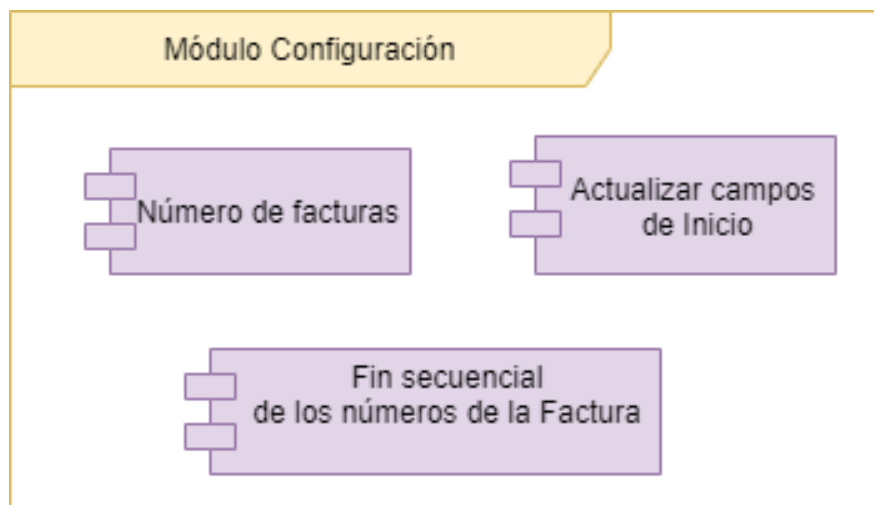 Módulo Configuración
Número de facturas
Actualizar campos
de Inicio
Fin secuencial
de los números de la Factura